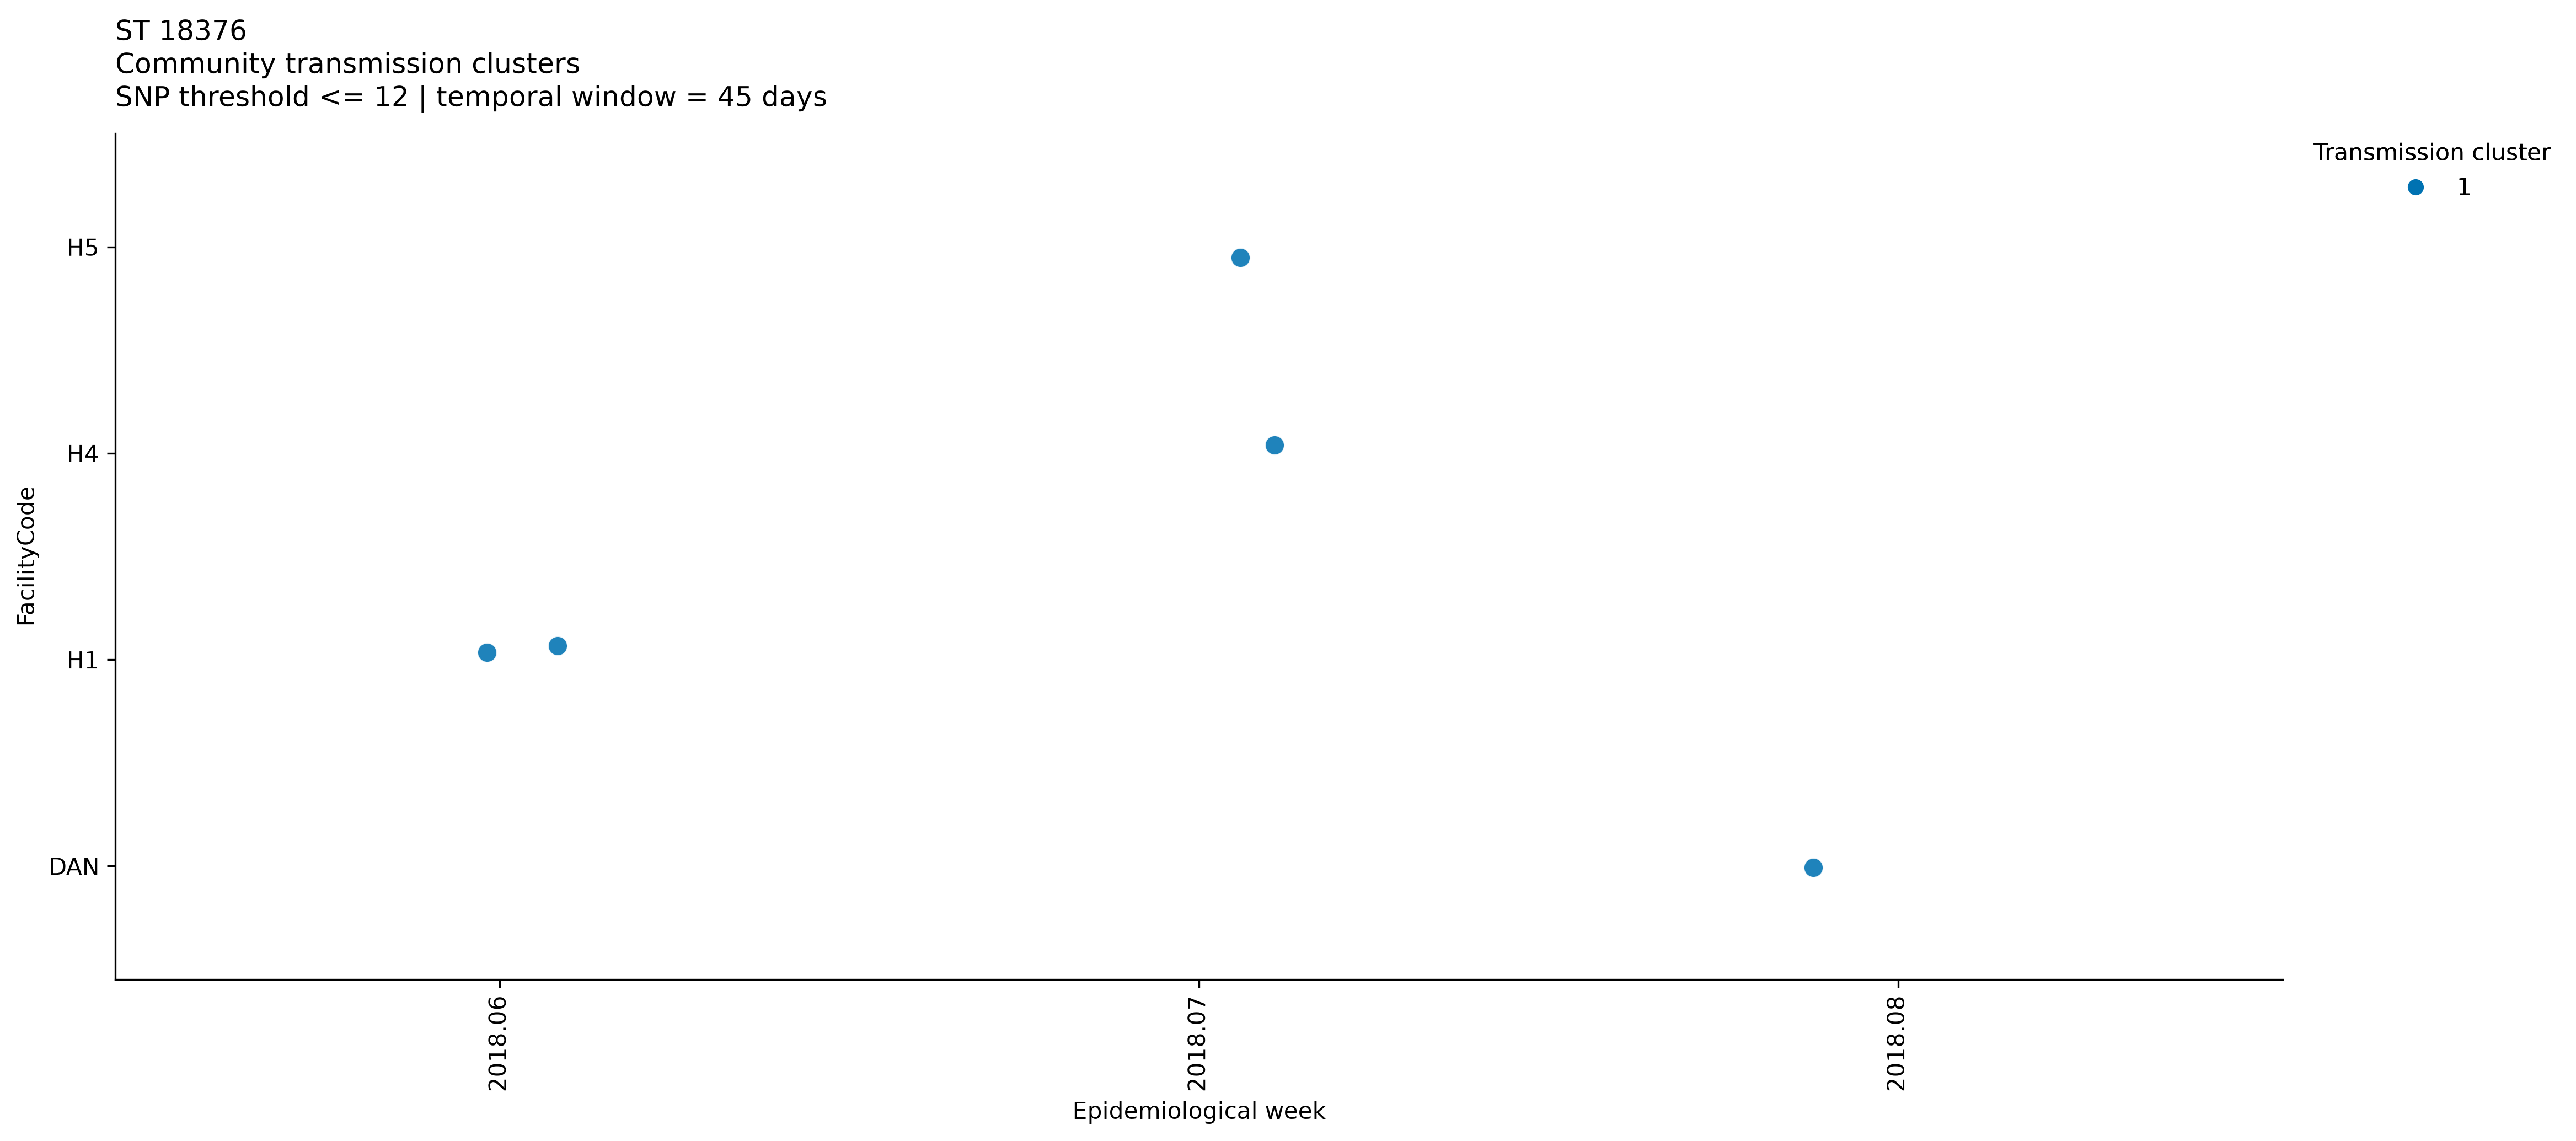 ST 18376
Community transmission clusters
SNP threshold <= 12 | temporal window = 45 days
Transmission cluster
1
H5
H4
H1
DAN
FacilityCode
2018.06
2018.07
2018.08
Epidemiological week